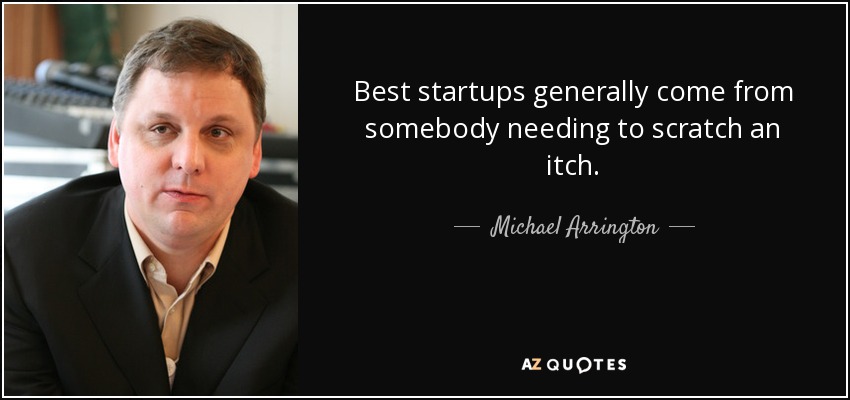 Best startups generally come from
somebody needing to scratch an
itch.
Michael Arrington
AZ QUOTES